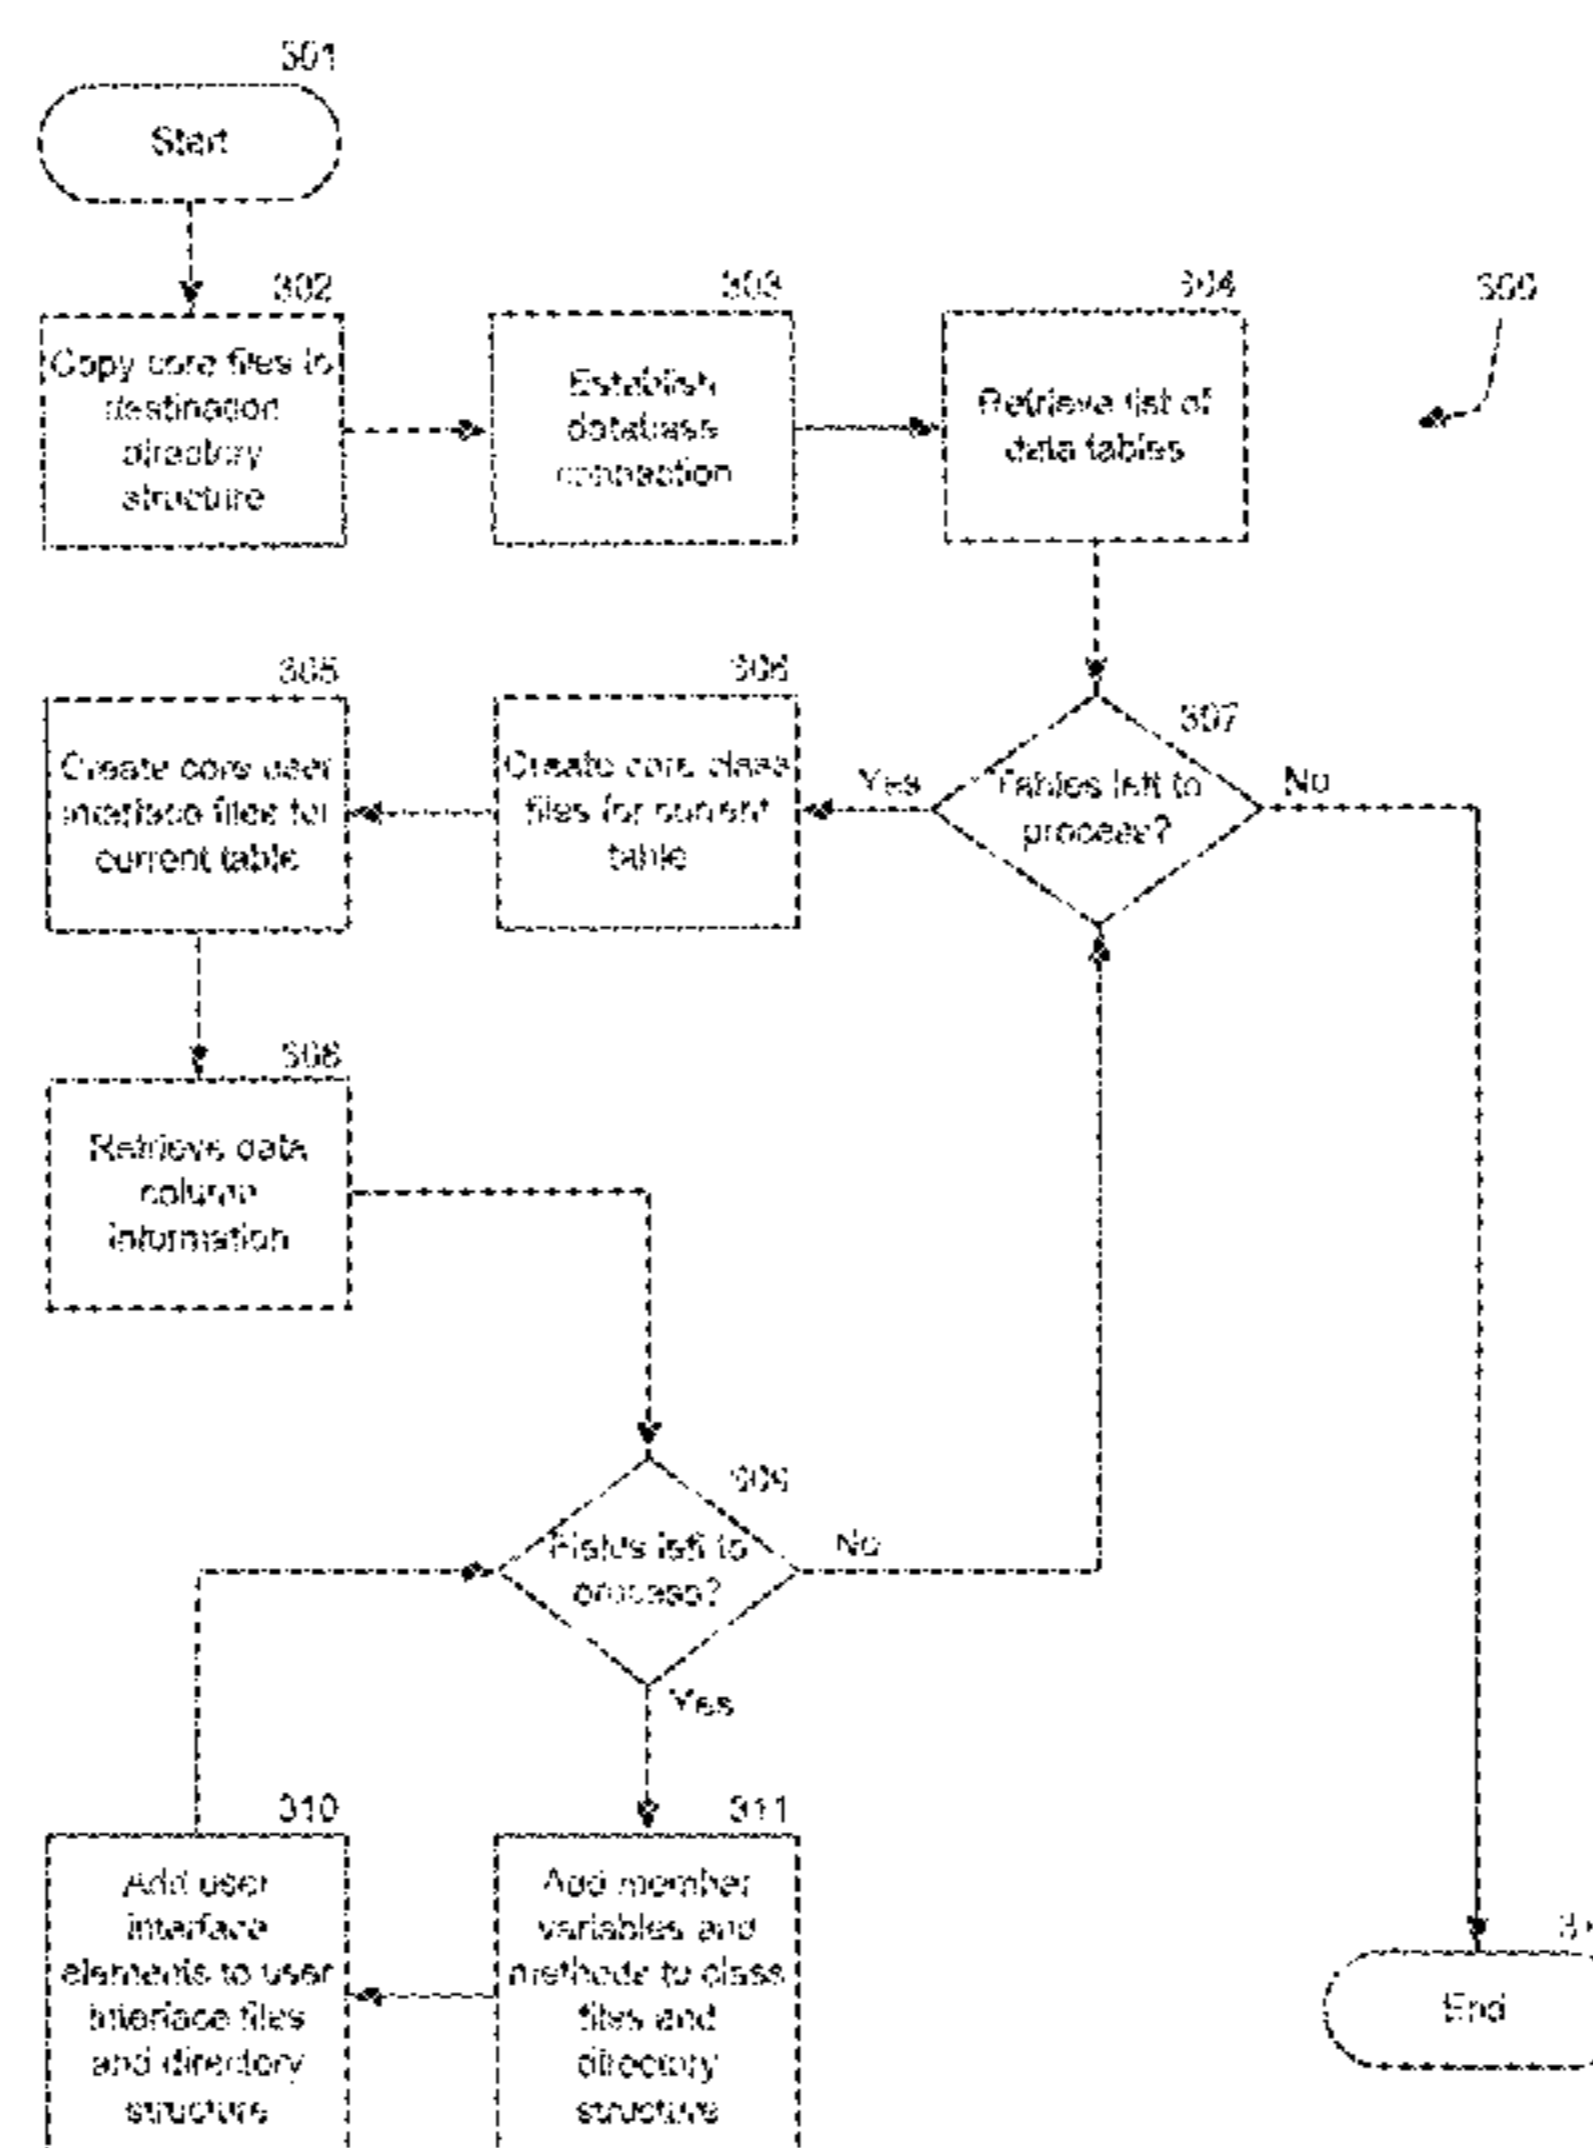 301
Start
302
Copy core files to
destination
directory
structure
303
Establish
database
connection
304
Retrieve list of
data tables
300
305
Create core user
interface files for
current table
306
Create core class
files for current
table
Yes
307
Tables left to
process?
No
308
Retrieve data
column
information
309
Fields left to
process?
No
Yes
310
Add user
interface
elements to user
interface files
and directory
structure
311
Add member
variables and
methods to class
files and
directory
structure
End